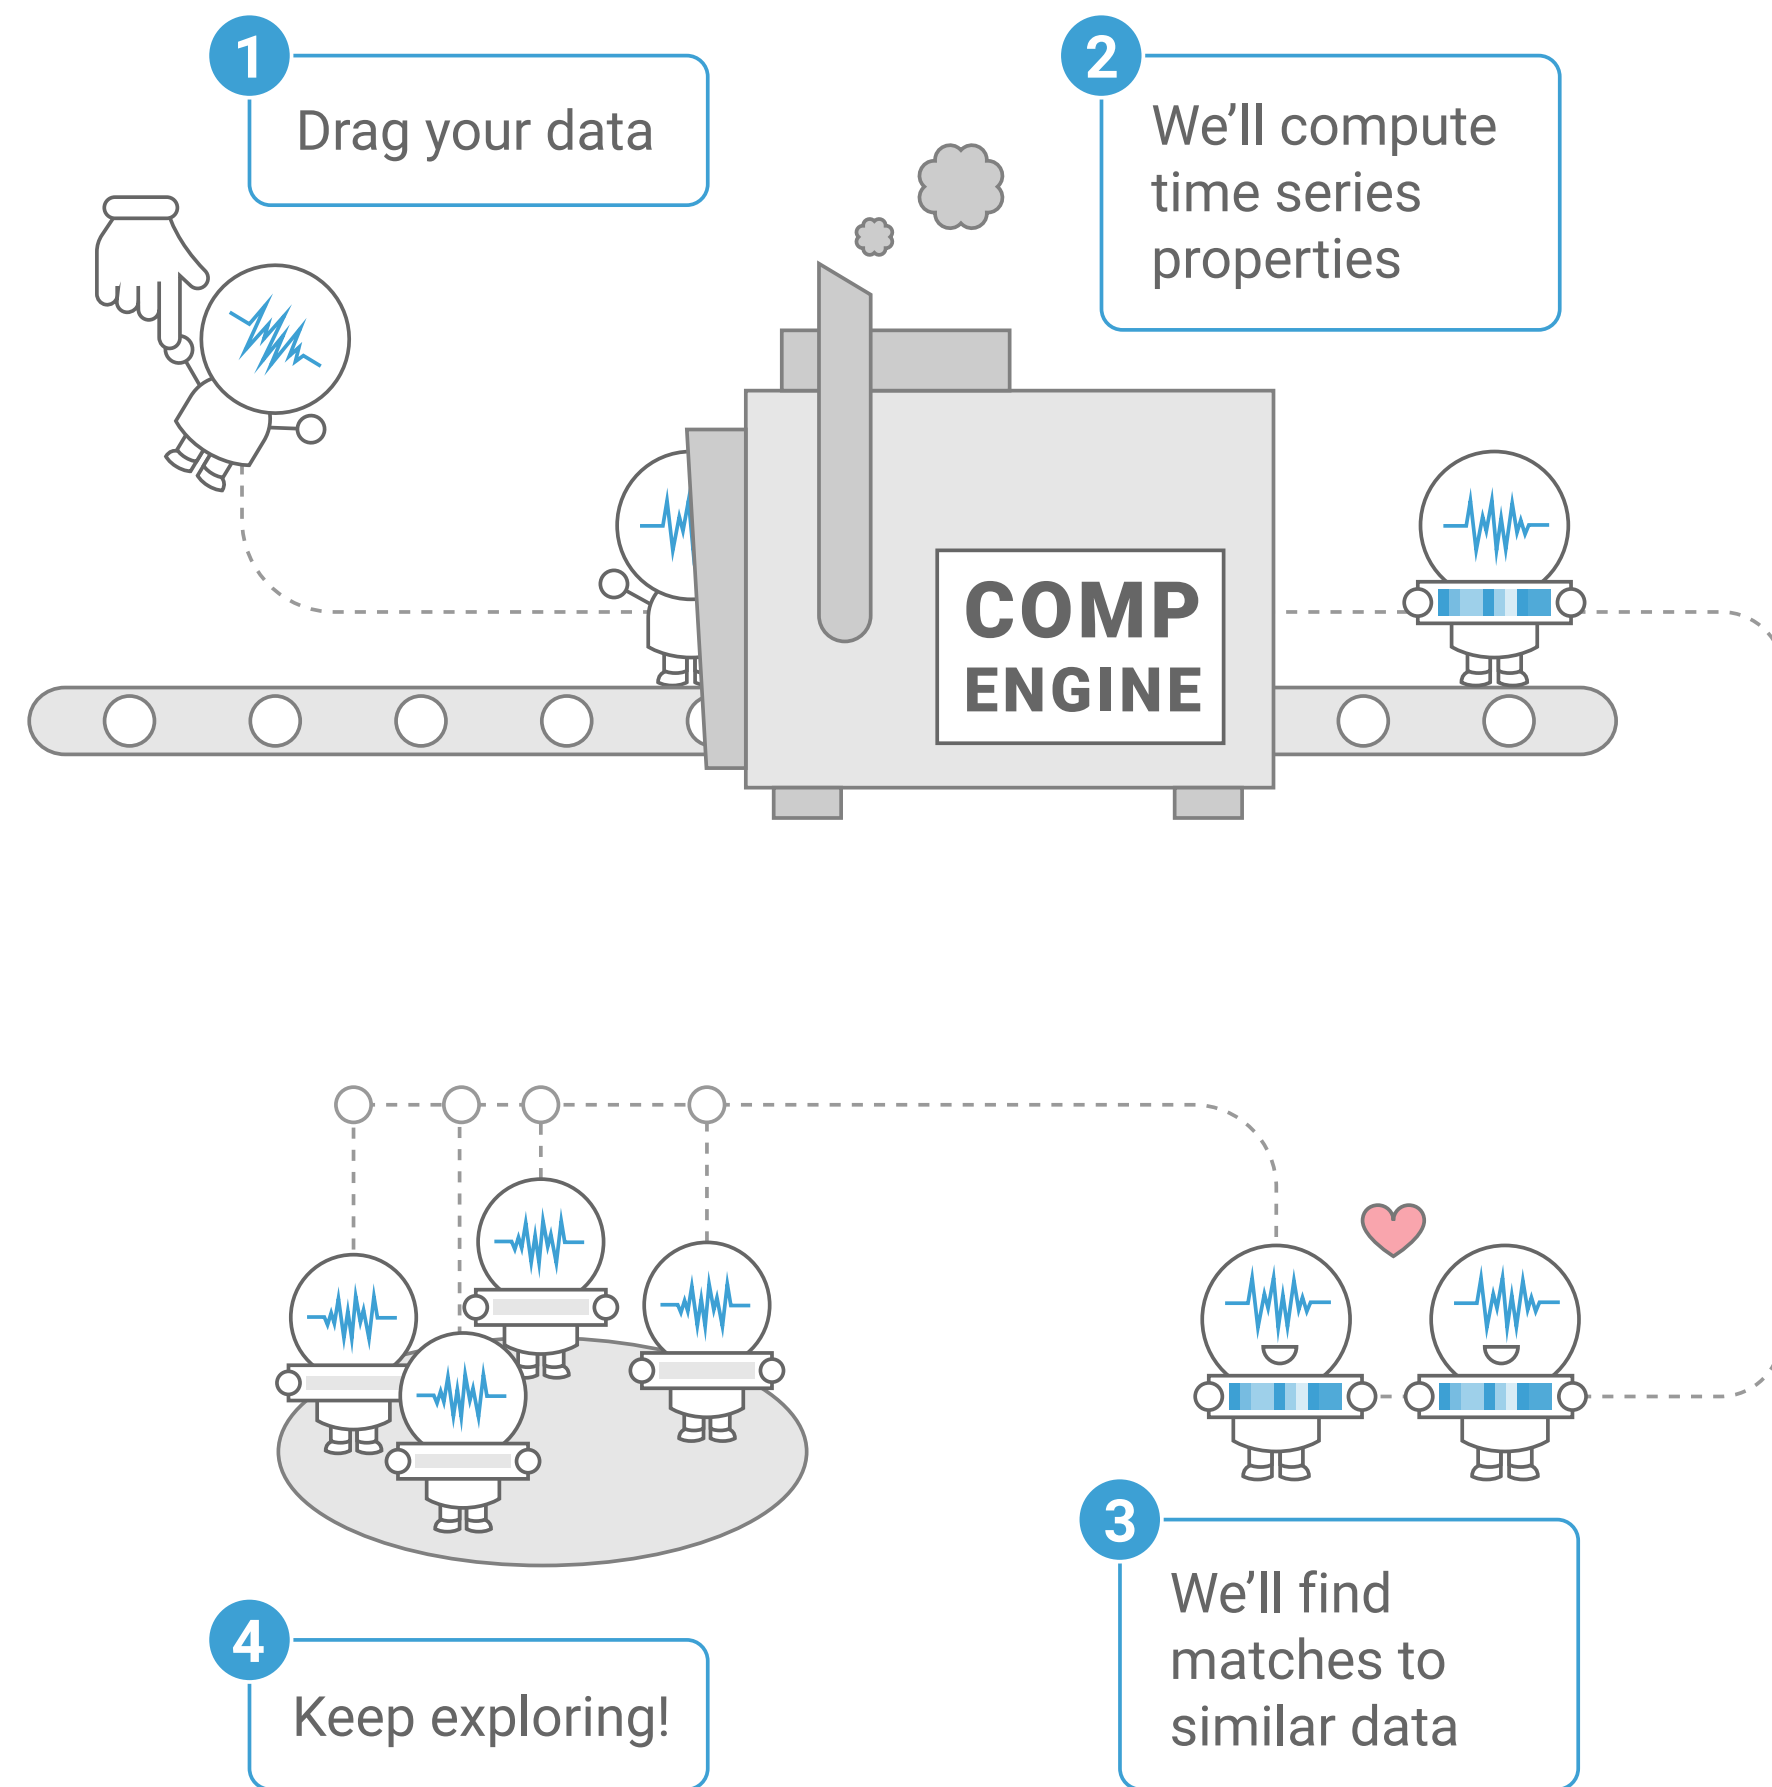 1
Drag your data
2
We’ll compute
time series
properties
COMP
ENGINE
3
We’ll find
matches to
similar data
4
Keep exploring!